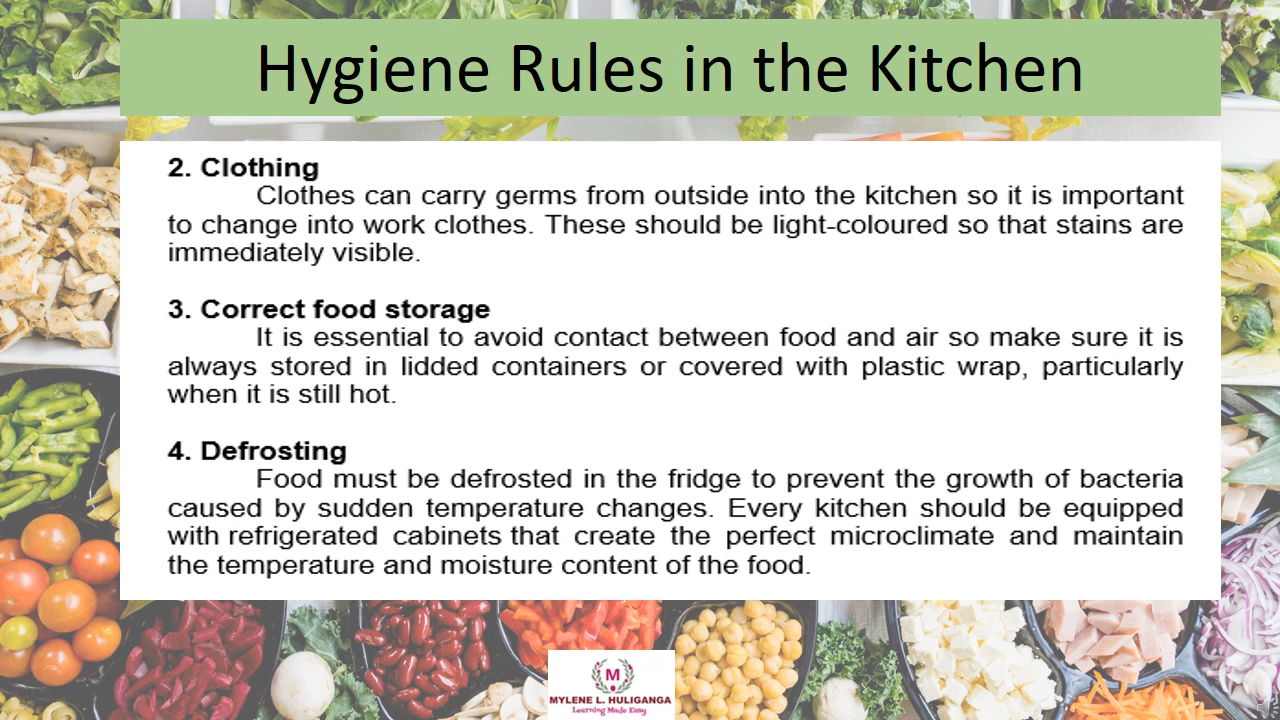 Hygiene Rules in the Kitchen
2. Clothing
Clothes can carry germs from outside into the kitchen so it is important
to change into work clothes. These should be light-coloured so that stains are
immediately visible.
3. Correct food storage
It is essential to avoid contact between food and air so make sure it is
always stored in lidded containers or covered with plastic wrap, particularly
when it is still hot.
4. Defrosting
Food must be defrosted in the fridge to prevent the growth of bacteria
caused by sudden temperature changes. Every kitchen should be equipped
with refrigerated cabinets that create the perfect microclimate and maintain
the temperature and moisture content of the food.
M
MYLENE L. HULIGANGA
Learning Made Easy